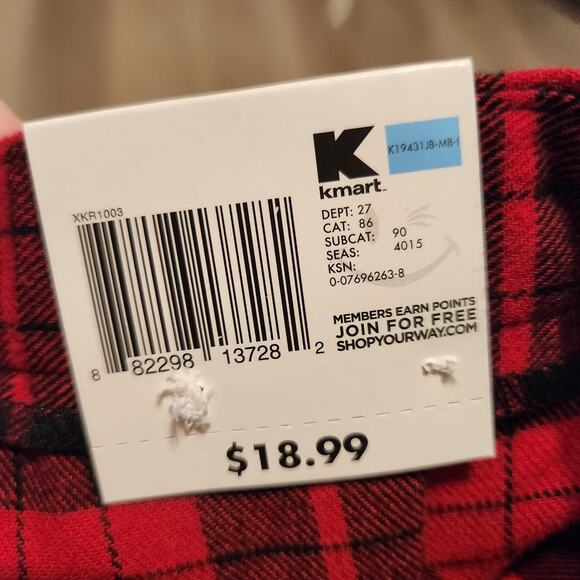 K
kmart
K19431JB-MB-I
XKR1003
DEPT: 27
CAT: 86
SUBCAT: 90
SEAS: 4015
KSN:
0-07696263-8
MEMBERS EARN POINTS
JOIN FOR FREE
SHOPYOURWAY.COM
8 82298 13728 2
$18.99